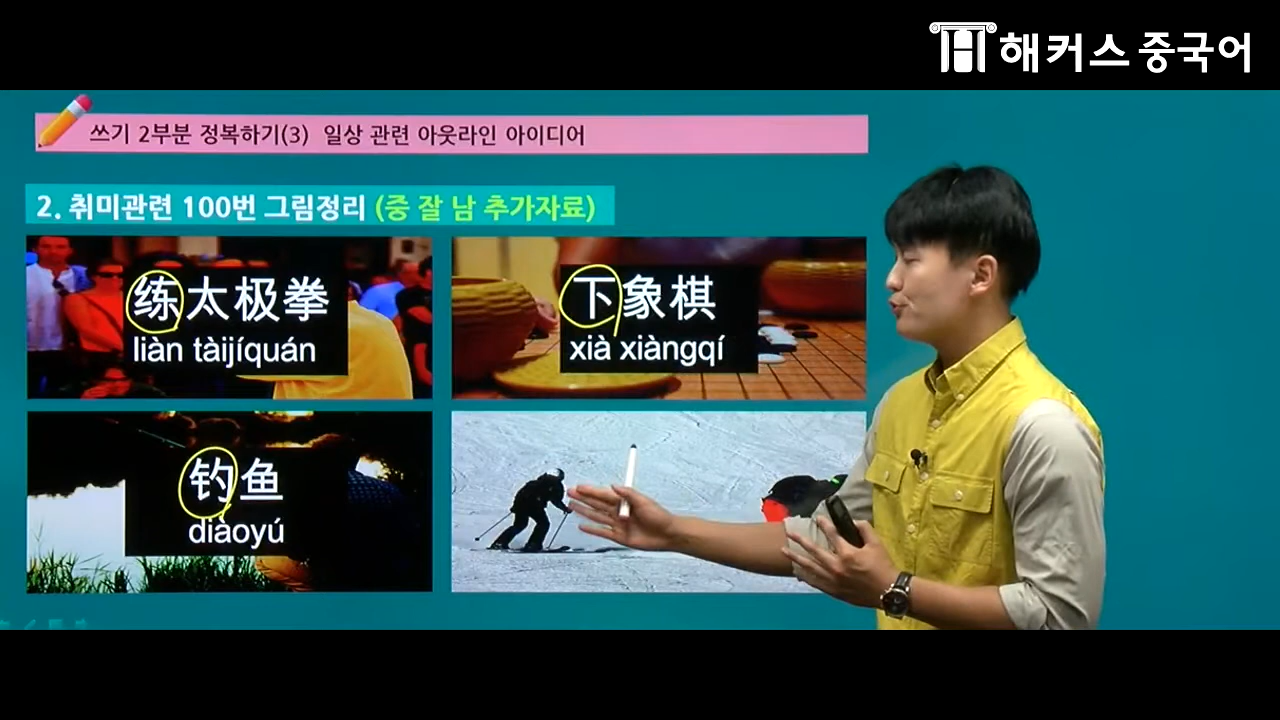 해커스 중국어
쓰기 2부분 정복하기(3) 일상 관련 아웃라인 아이디어
2. 취미관련 100번 그림정리 (중 잘 남 추가자료)
练太极拳
liàn tàijíquán
下象棋
xià xiàngqí
钓鱼
diàoyú